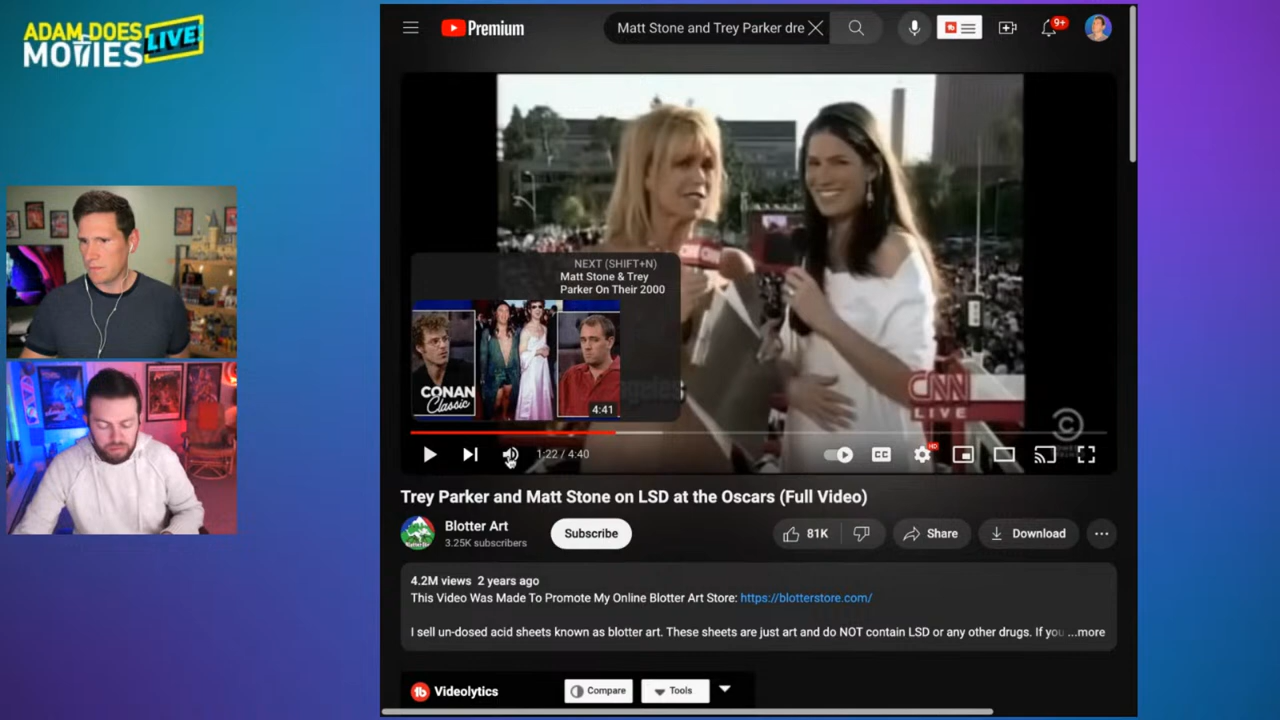 ADAM DOES
MOVIES
LIVE!
Premium
Matt Stone and Trey Parker dre
9+
NEXT (SHIFT+N)
Matt Stone & Trey
Parker On Their 2000
CONAN
Classic
4:41
CNN
LIVE
1:22 / 4:40
CC
HD
Trey Parker and Matt Stone on LSD at the Oscars (Full Video)
Blotter Art
3.25K subscribers
Subscribe
81K
Share
Download
4.2M views 2 years ago
This Video Was Made To Promote My Online Blotter Art Store: https://blotterstore.com/
I sell un-dosed acid sheets known as blotter art. These sheets are just art and do NOT contain LSD or any other drugs. If you ...more
Videolytics
Compare
Tools